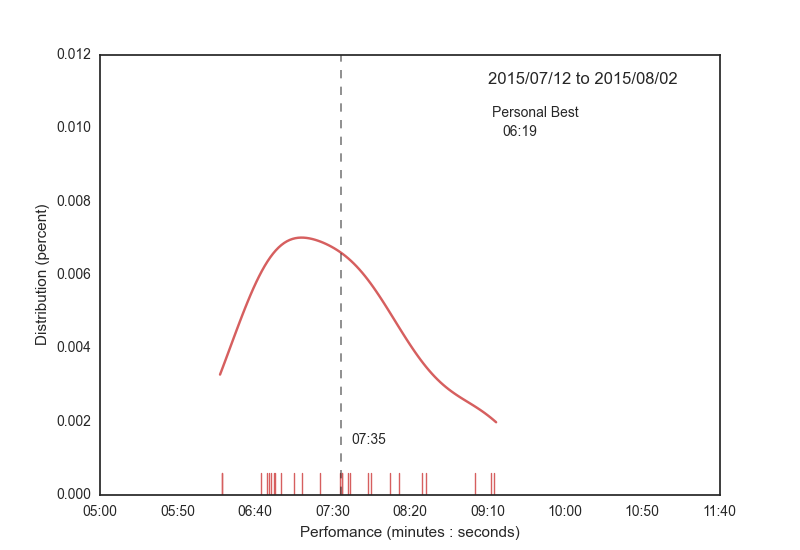 2015/07/12 to 2015/08/02
Personal Best
06:19
0.012
0.010
0.008
0.006
0.004
0.002
0.000
Distribution (percent)
07:35
05:00 05:50 06:40 07:30 08:20 09:10 10:00 10:50 11:40
Perfomance (minutes : seconds)